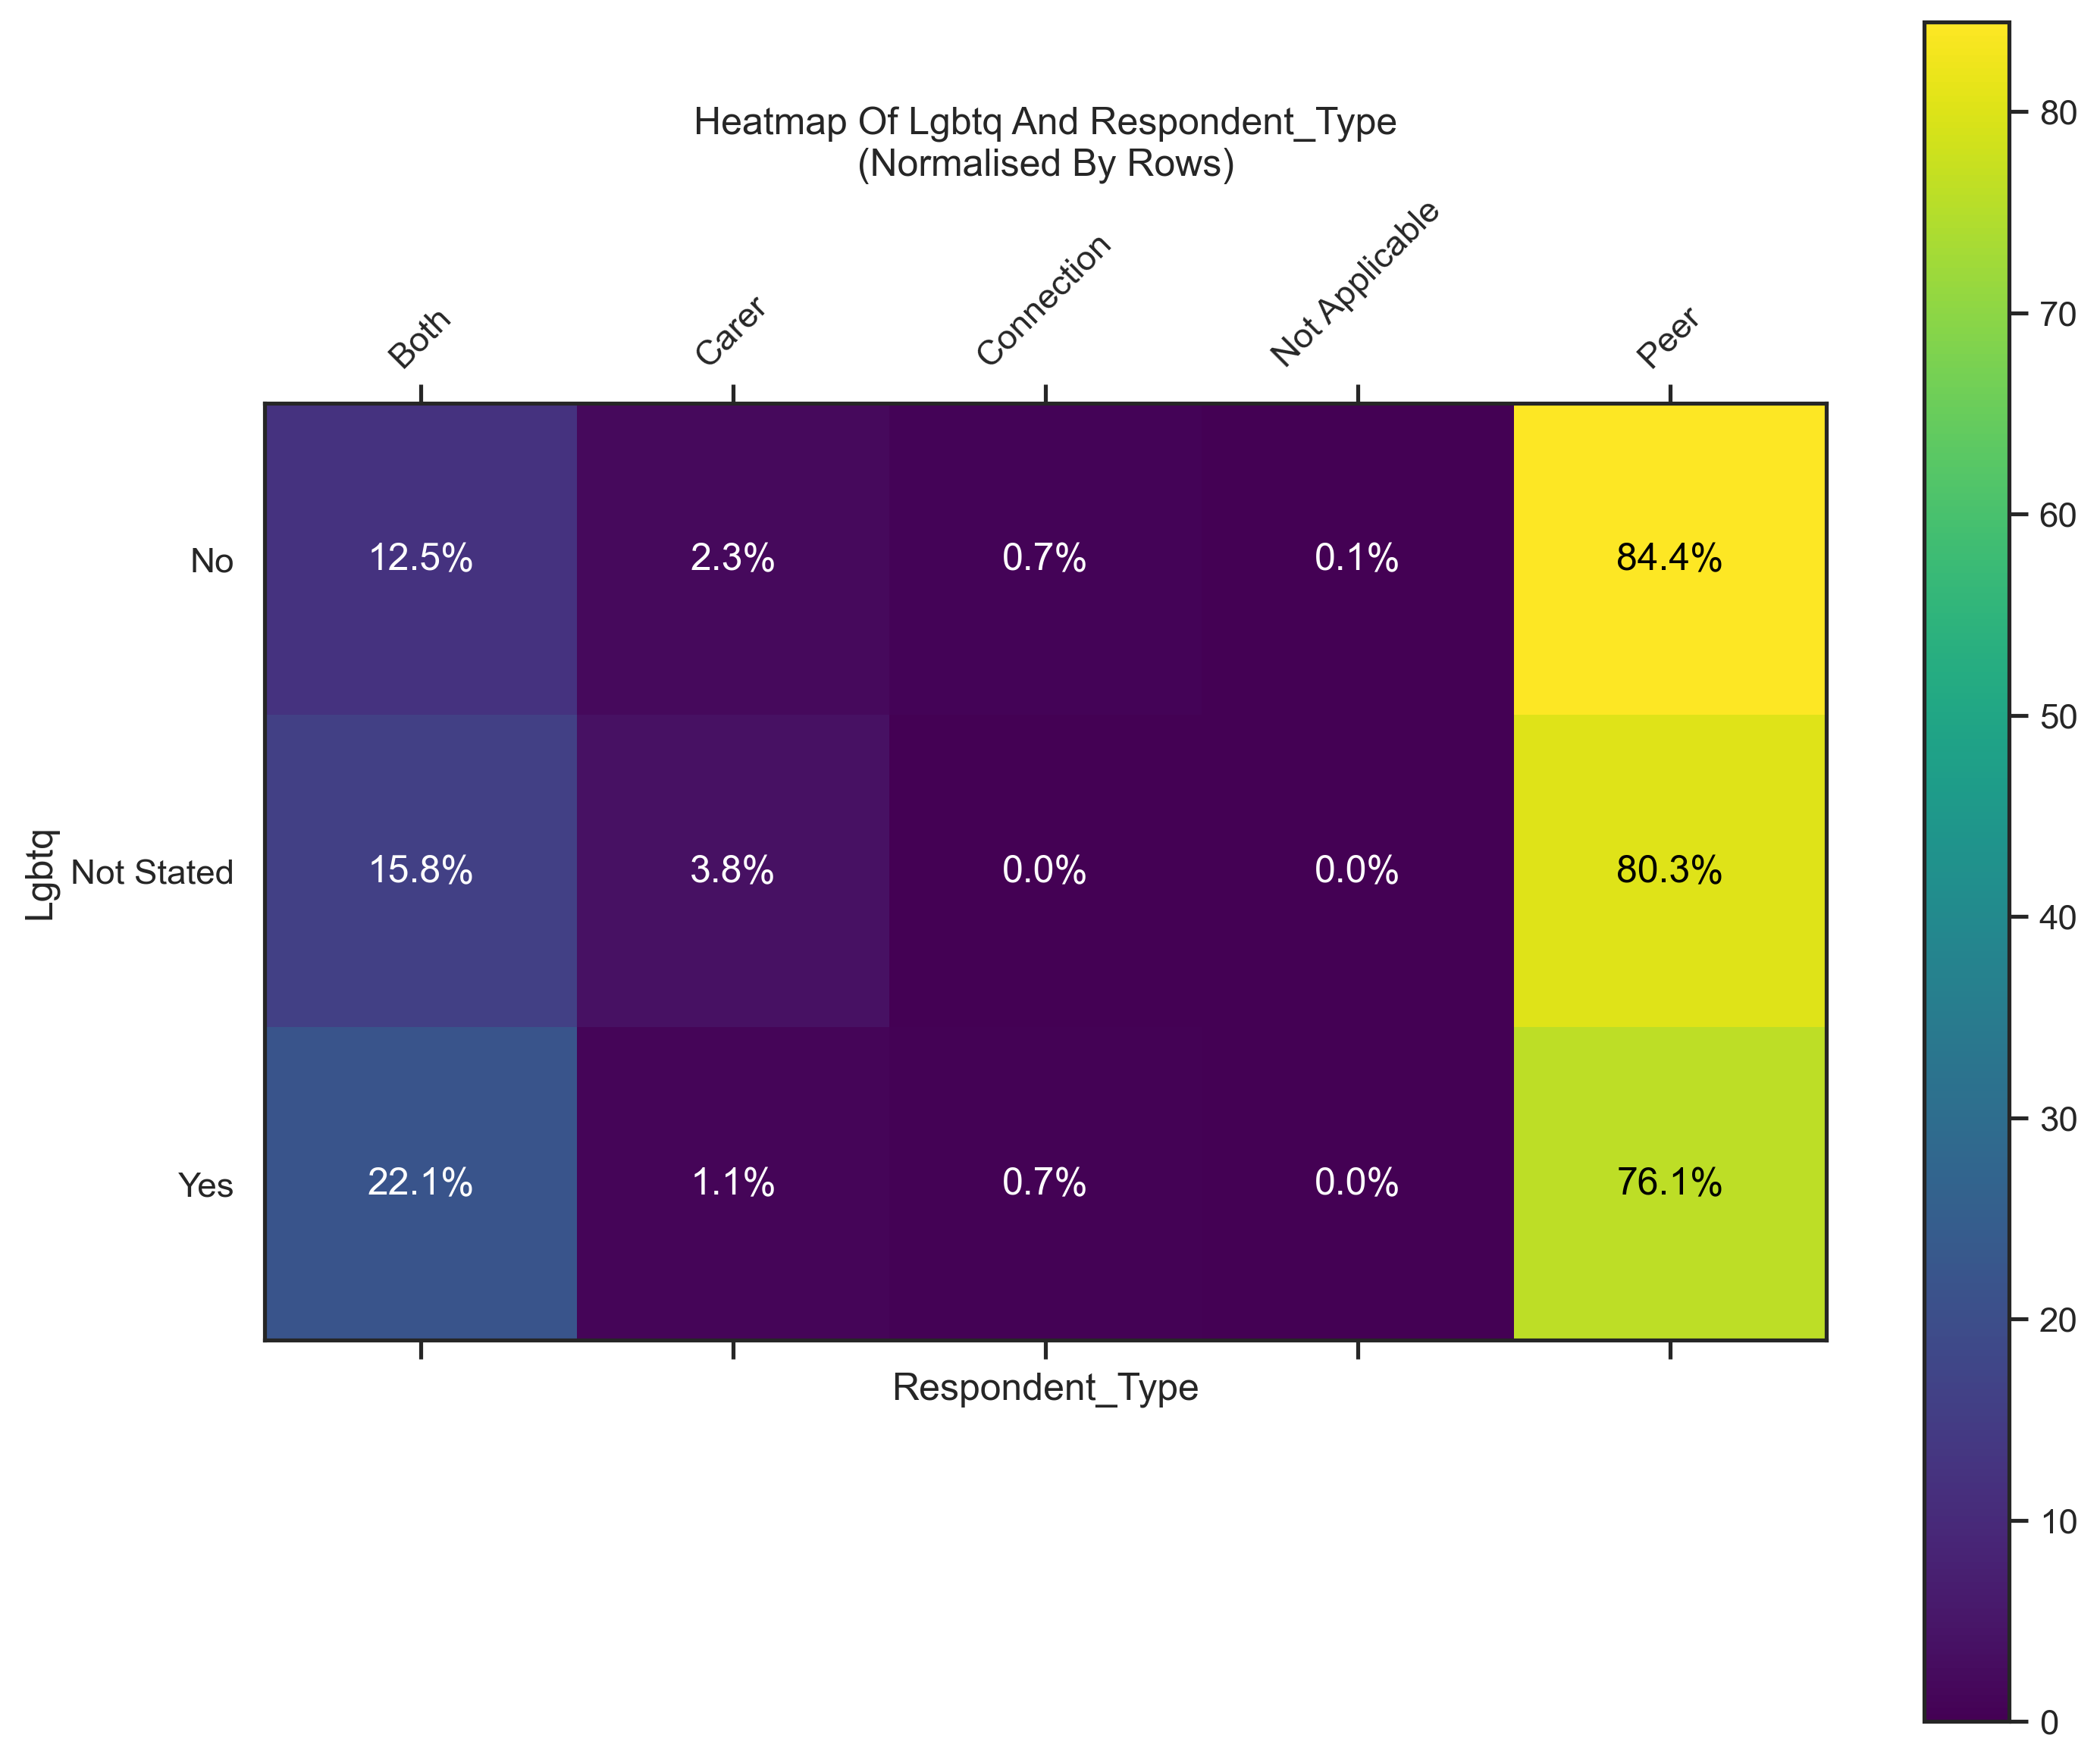 Heatmap Of Lgbtq And Respondent_Type
(Normalised By Rows)
Both
Carer
Connection
Not Applicable
Peer
Lgbtq
No
12.5%
2.3%
0.7%
0.1%
84.4%
Not Stated
15.8%
3.8%
0.0%
0.0%
80.3%
Yes
22.1%
1.1%
0.7%
0.0%
76.1%
Respondent_Type
80
70
60
50
40
30
20
10
0